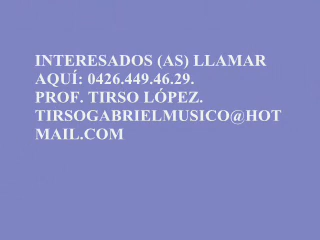 INTERESADOS (AS) LLAMAR
AQUÍ: 0426.449.46.29.
PROF. TIRSO LÓPEZ.
TIRSOGABRIELMUSICO@HOT
MAIL.COM